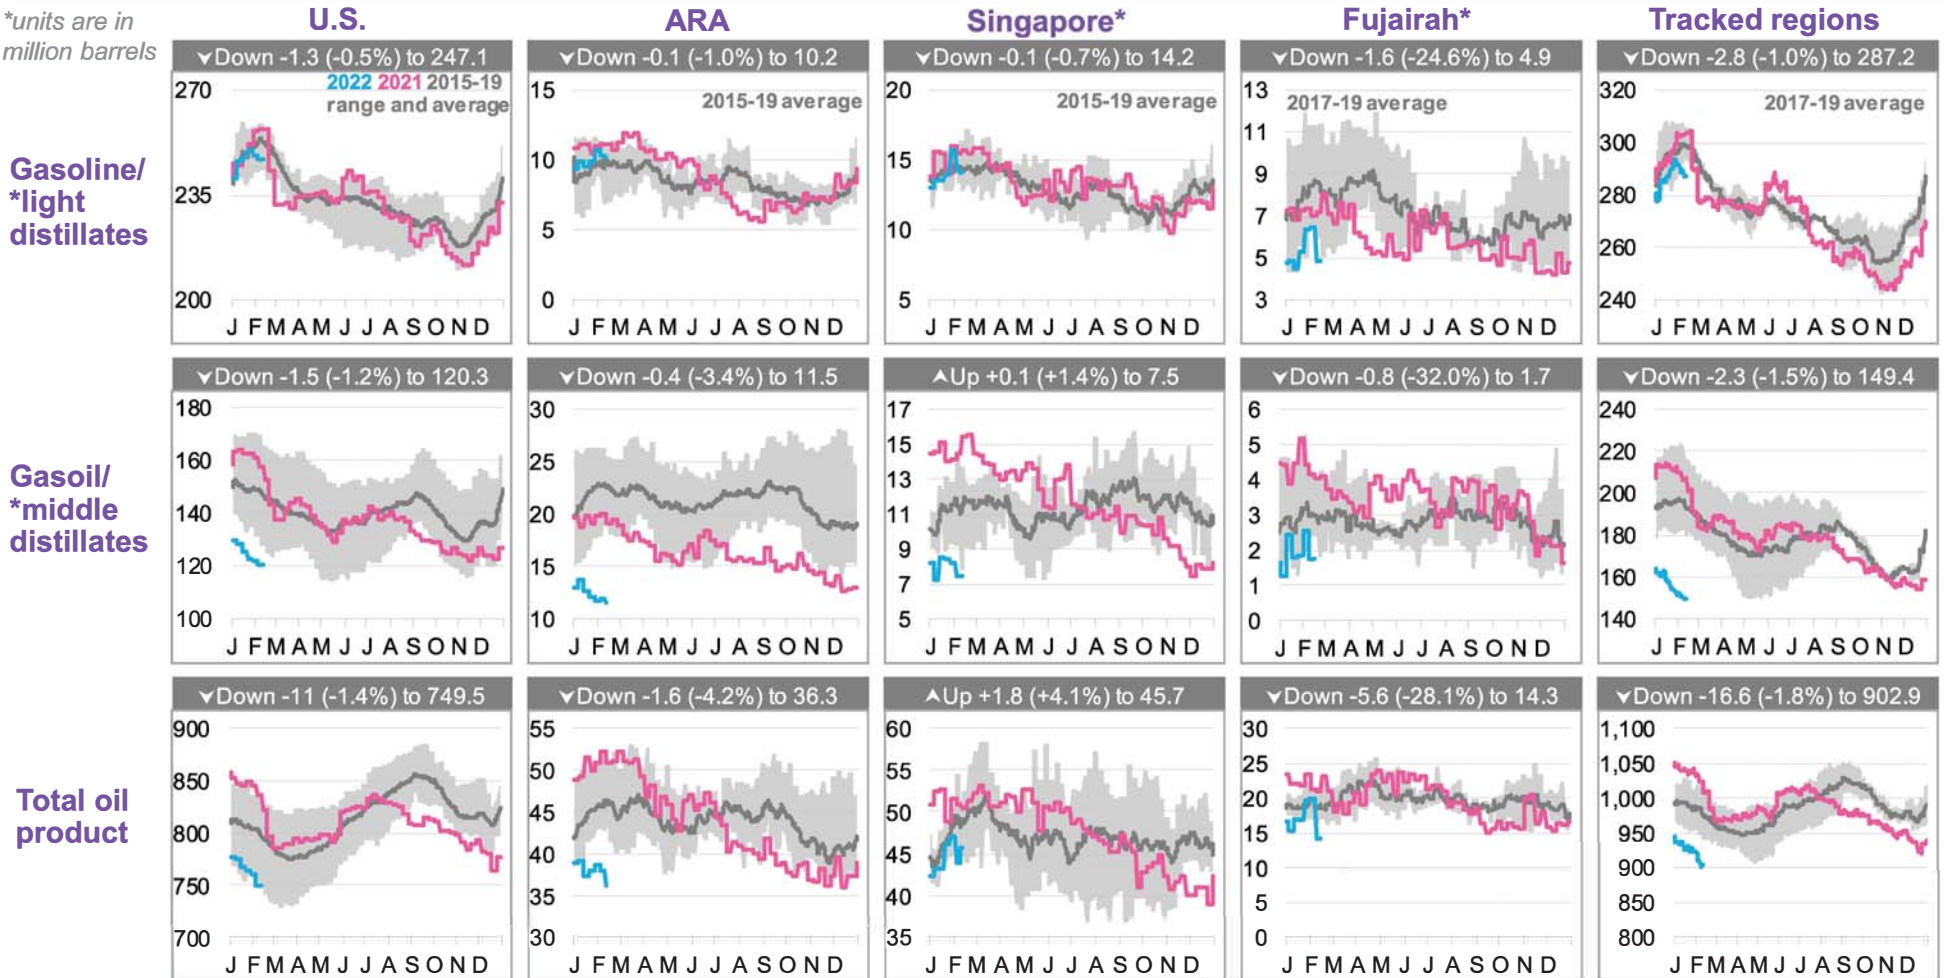 *units are in
million barrels
U.S.
ARA
Singapore*
Fujairah*
Tracked regions
Gasoline/
*light
distillates
Down -1.3 (-0.5%) to 247.1
2022 2021 2015-19
range and average
270
235
200
J F M A M J J A S O N D
Down -0.1 (-1.0%) to 10.2
2015-19 average
15
10
5
0
J F M A M J J A S O N D
Down -0.1 (-0.7%) to 14.2
2015-19 average
20
15
10
5
J F M A M J J A S O N D
Down -1.6 (-24.6%) to 4.9
2017-19 average
13
11
9
7
5
3
J F M A M J J A S O N D
Down -2.8 (-1.0%) to 287.2
2017-19 average
320
300
280
260
240
J F M A M J J A S O N D
Gasoil/
*middle
distillates
Down -1.5 (-1.2%) to 120.3
180
160
140
120
100
J F M A M J J A S O N D
Down -0.4 (-3.4%) to 11.5
30
25
20
15
10
J F M A M J J A S O N D
Up +0.1 (+1.4%) to 7.5
17
15
13
11
9
7
5
J F M A M J J A S O N D
Down -0.8 (-32.0%) to 1.7
6
5
4
3
2
1
0
J F M A M J J A S O N D
Down -2.3 (-1.5%) to 149.4
240
220
200
180
160
140
J F M A M J J A S O N D
Total oil
product
Down -11 (-1.4%) to 749.5
900
850
800
750
700
J F M A M J J A S O N D
Down -1.6 (-4.2%) to 36.3
55
50
45
40
35
30
J F M A M J J A S O N D
Up +1.8 (+4.1%) to 45.7
60
55
50
45
40
35
J F M A M J J A S O N D
Down -5.6 (-28.1%) to 14.3
30
25
20
15
10
5
0
J F M A M J J A S O N D
Down -16.6 (-1.8%) to 902.9
1,100
1,050
1,000
950
900
850
800
J F M A M J J A S O N D